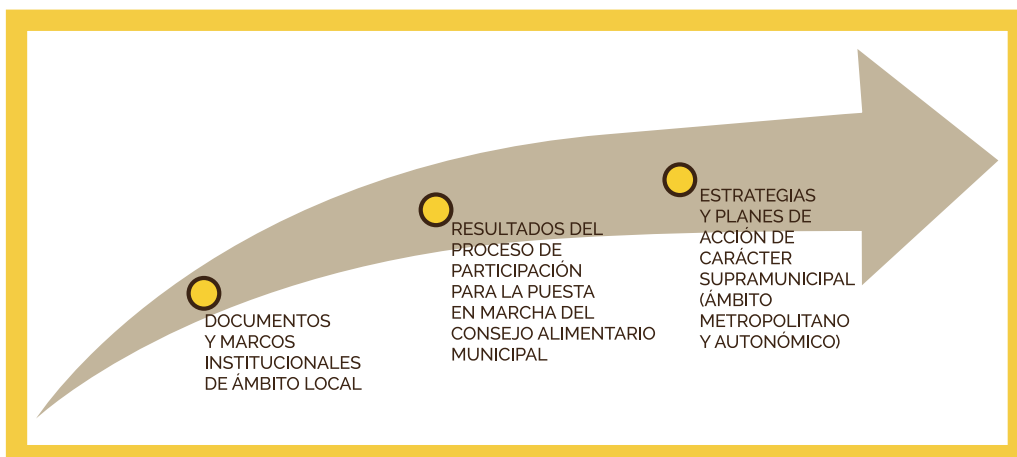 DOCUMENTOS
Y MARCOS
INSTITUCIONALES
DE ÁMBITO LOCAL
RESULTADOS DEL
PROCESO DE
PARTICIPACIÓN
PARA LA PUESTA
EN MARCHA DEL
CONSEJO ALIMENTARIO
MUNICIPAL
ESTRATEGIAS
Y PLANES DE
ACCIÓN DE
CARÁCTER
SUPRAMUNICIPAL
(ÁMBITO
METROPOLITANO
Y AUTONÓMICO)